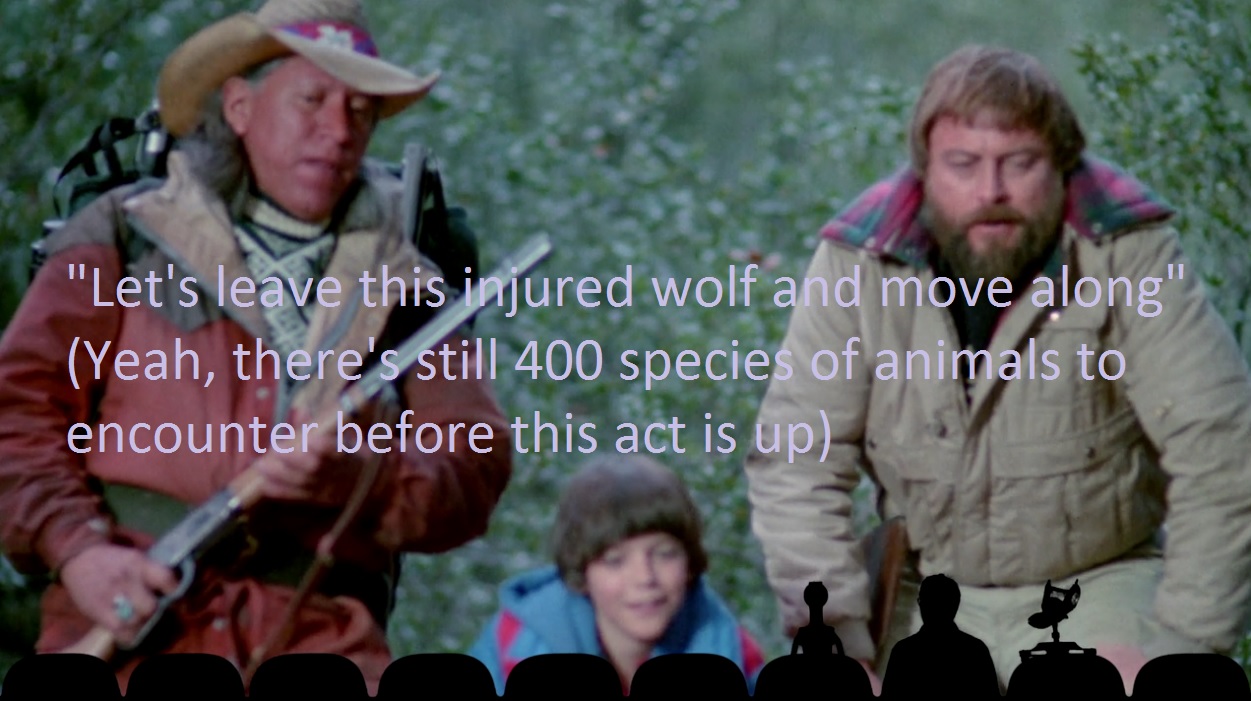 "Let's leave this injured wolf and move along"
(Yeah, there's still 400 species of animals to
encounter before this act is up)